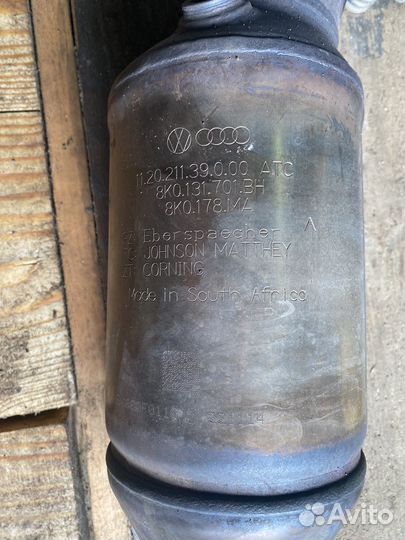 11.20.211.39.0.00 ATC
8K0.131.701.BH
8K0.178.MA
Eberspaecher
JOHNSON MATTHEY
CORNING
Made in South Africa
Avito